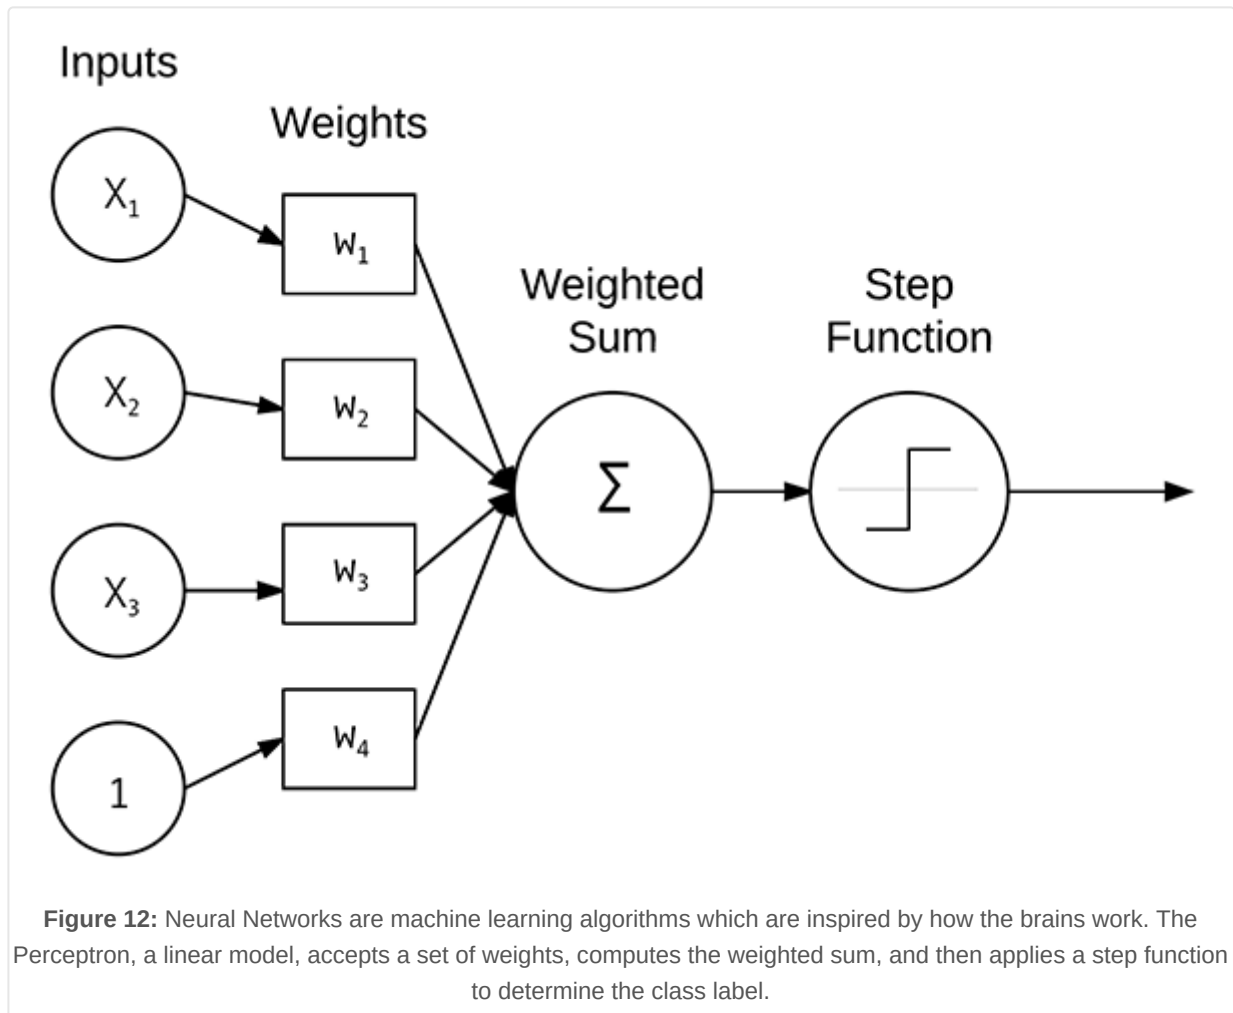 Inputs
Weights
X₁
W₁
Weighted
Sum
Step
Function
X₂
W₂
Σ
X₃
W₃
1
W₄
Figure 12: Neural Networks are machine learning algorithms which are inspired by how the brains work. The
Perceptron, a linear model, accepts a set of weights, computes the weighted sum, and then applies a step function
to determine the class label.